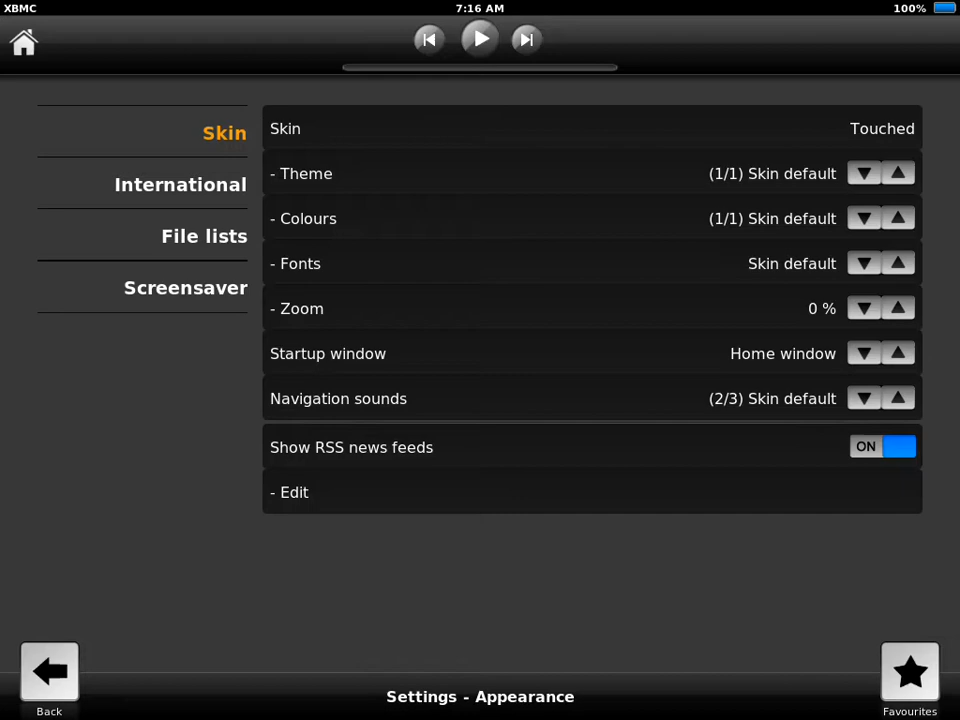 XBMC 7:16 AM 100%
Skin
International
File lists
Screensaver
Skin Touched
- Theme (1/1) Skin default
- Colours (1/1) Skin default
- Fonts Skin default
- Zoom 0 %
Startup window Home window
Navigation sounds (2/3) Skin default
Show RSS news feeds ON
- Edit
Back Settings - Appearance Favourites